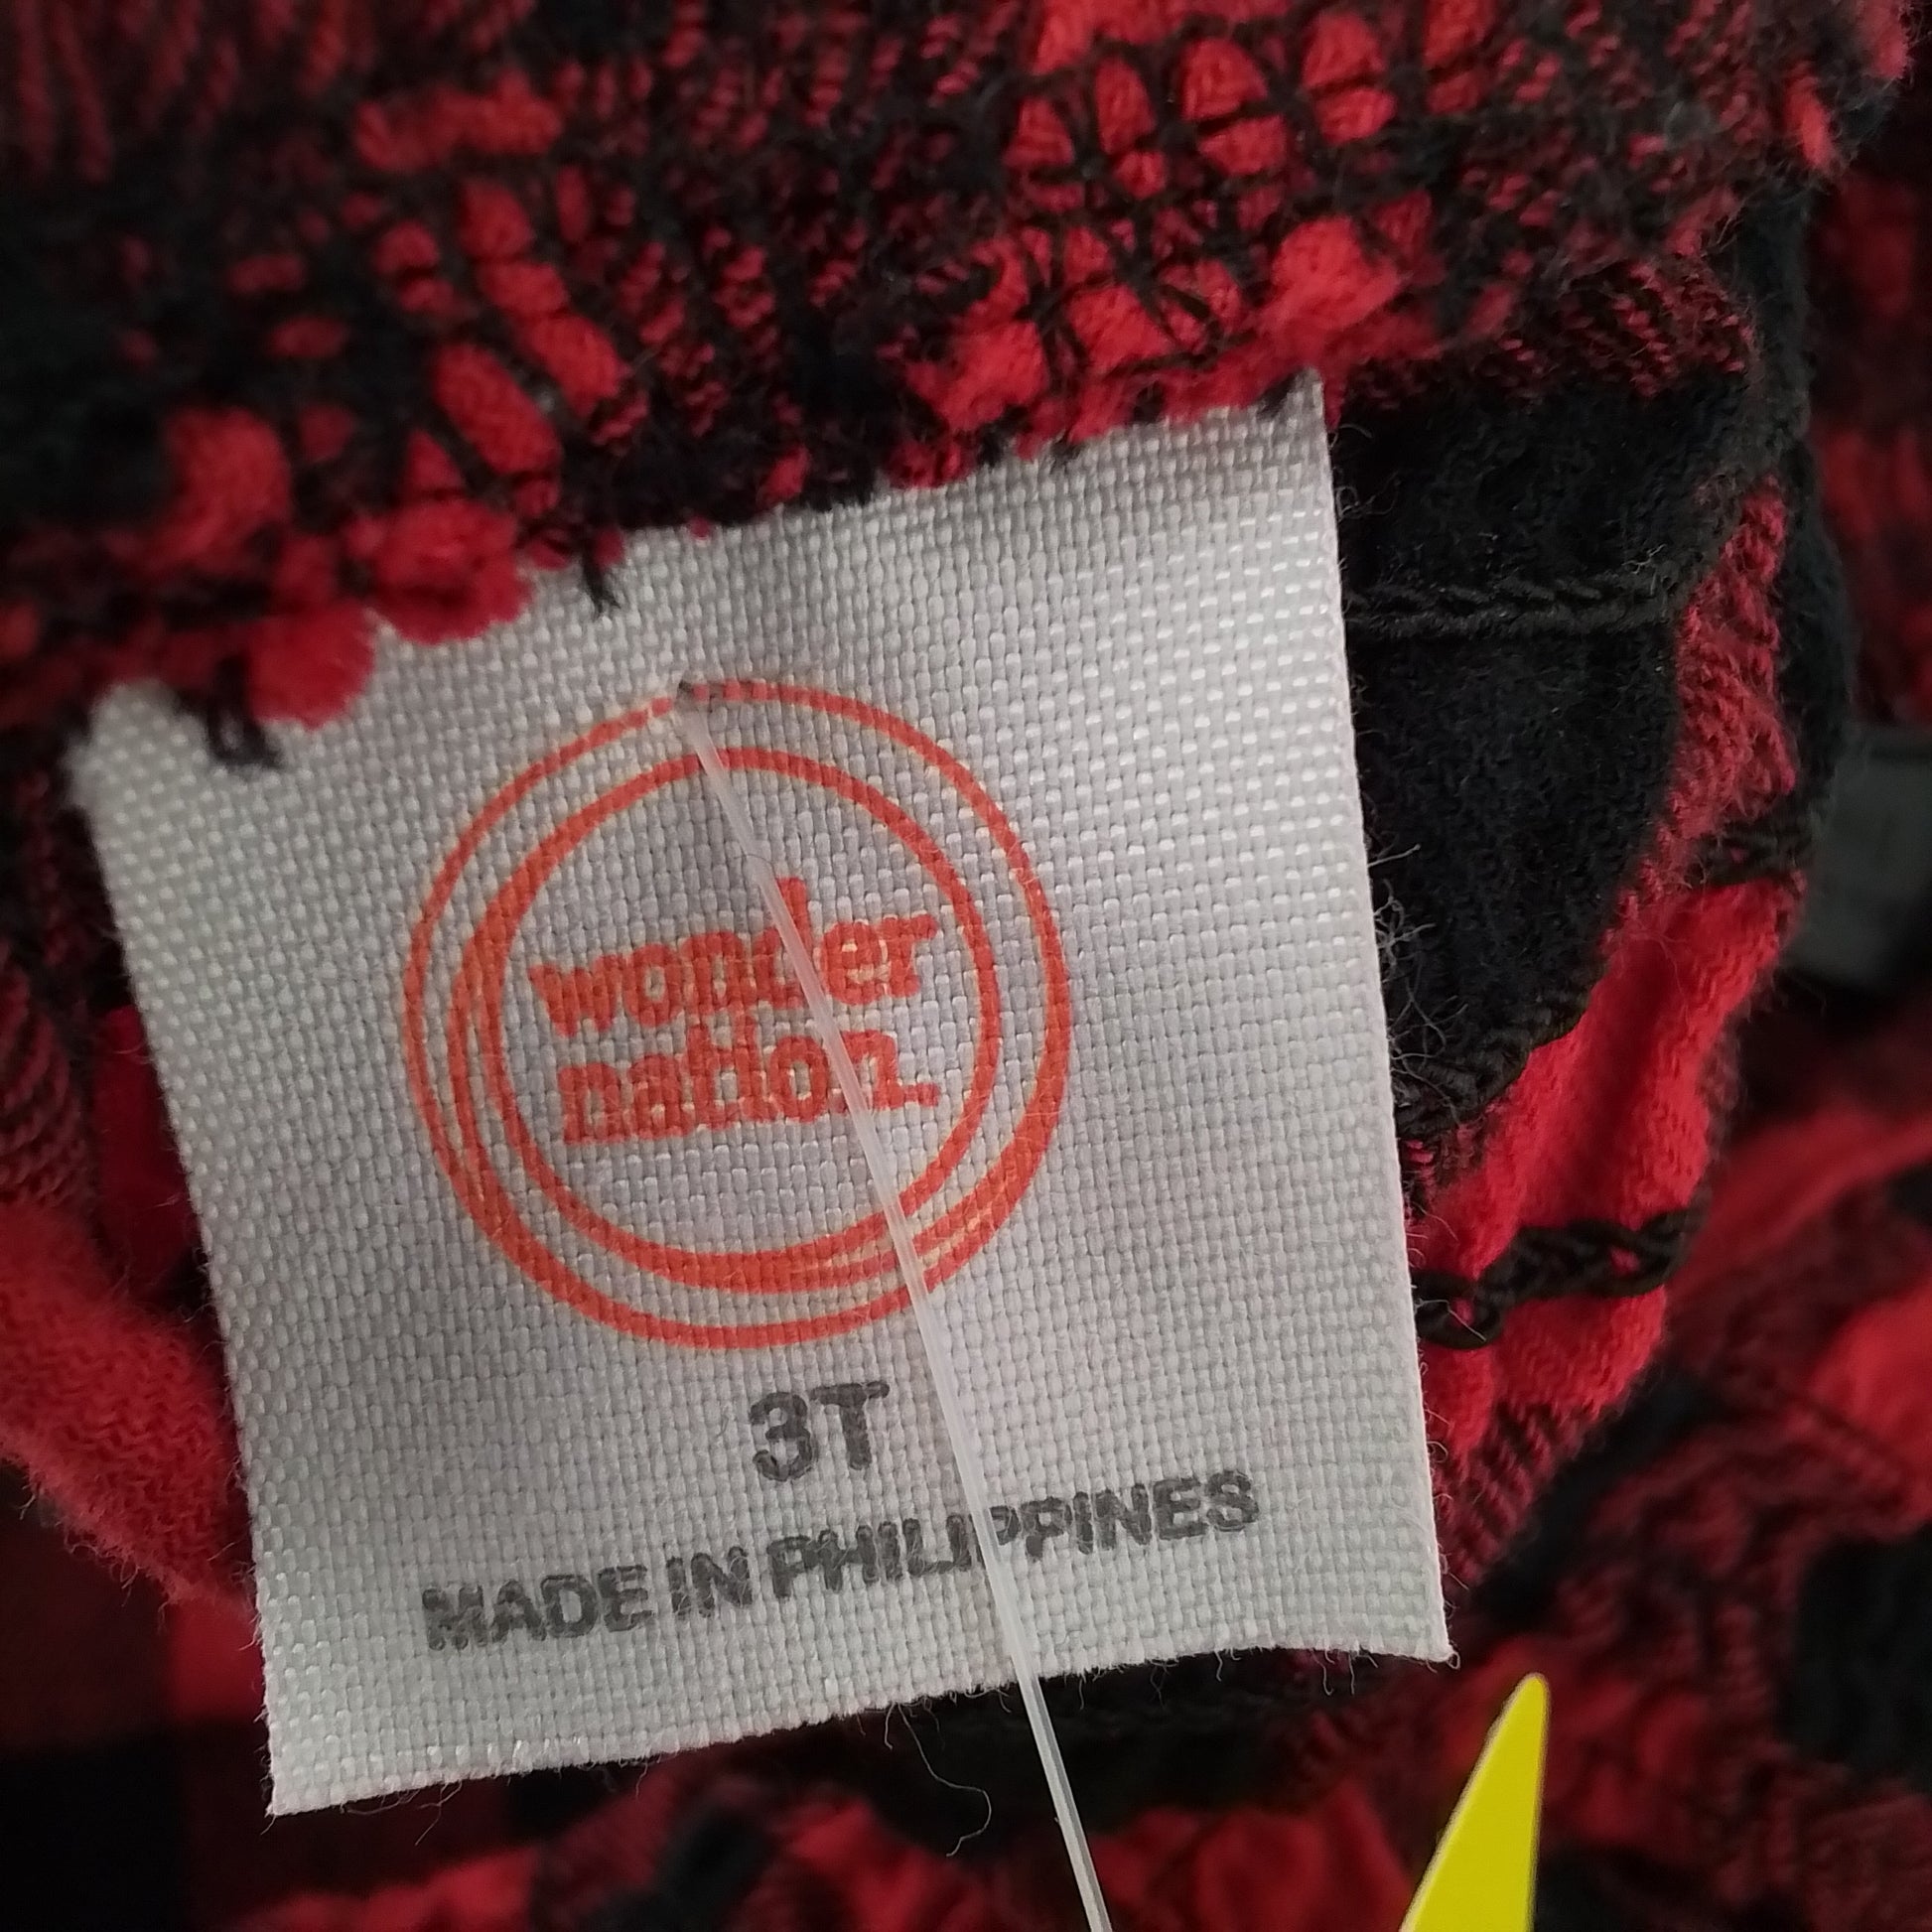 wonder
nation.
3T
MADE IN PHILIPPINES